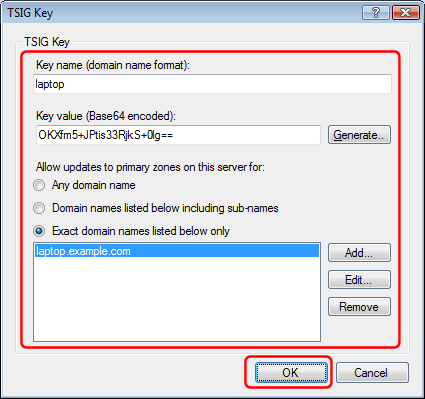 TSIG Key
TSIG Key
Key name (domain name format):
laptop
Key value (Base64 encoded):
OKXfm5+JPtis33RjkS+0lg==
Generate..
Allow updates to primary zones on this server for:
Any domain name
Domain names listed below including sub-names
Exact domain names listed below only
laptop.example.com
Add...
Edit...
Remove
OK
Cancel